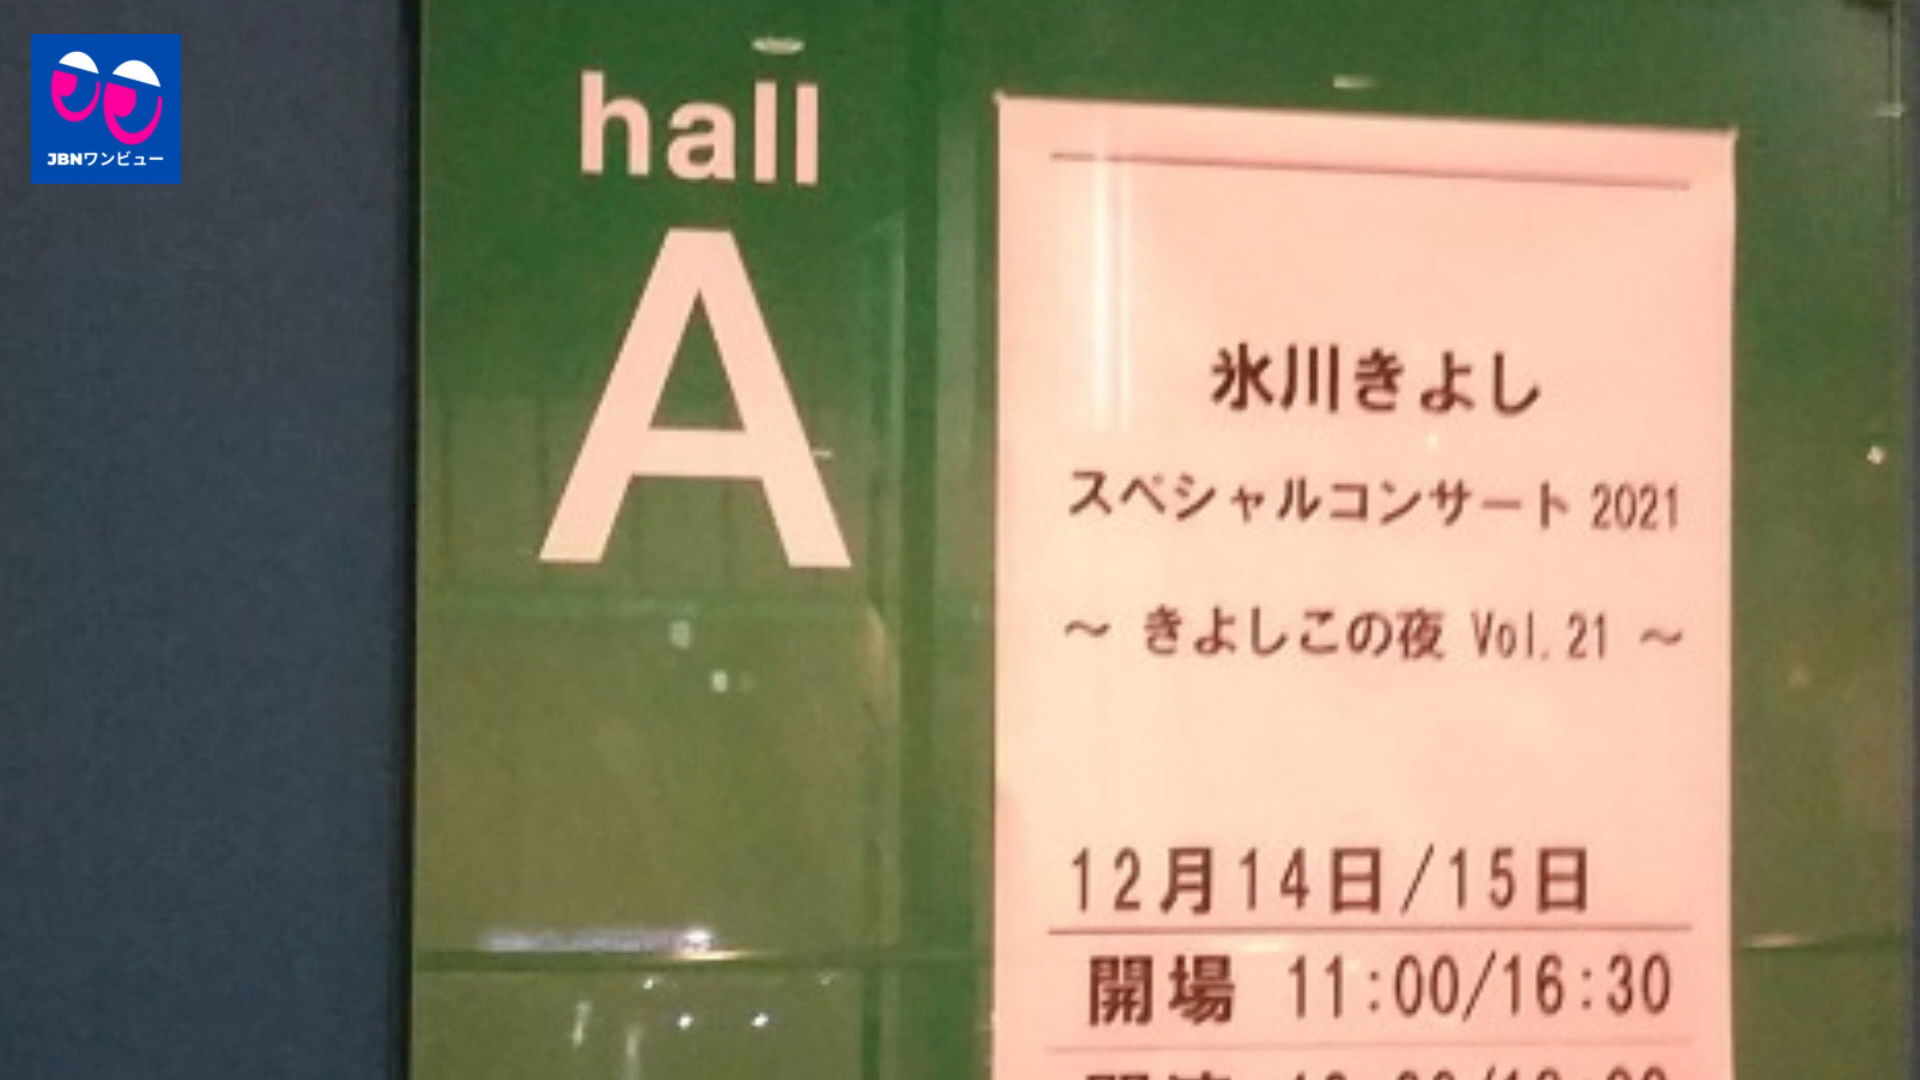 JBNワンビュー
hall
A
氷川きよし
スペシャルコンサート 2021
～ きよしこの夜 Vol.21 ～
12月14日/15日
開場 11:00/16:30